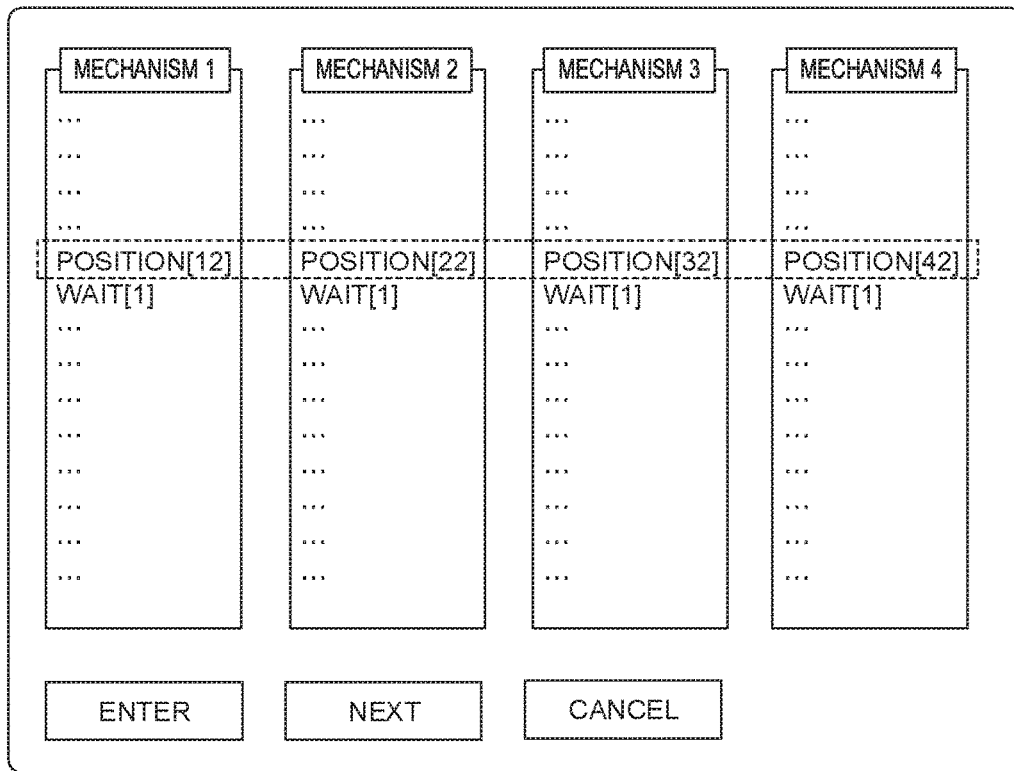 MECHANISM 1 MECHANISM 2 MECHANISM 3 MECHANISM 4
... ... ... ...
... ... ... ...
... ... ... ...
... ... ... ...
POSITION[12] POSITION[22] POSITION[32] POSITION[42]
WAIT[1] WAIT[1] WAIT[1] WAIT[1]
... ... ... ...
... ... ... ...
... ... ... ...
... ... ... ...
... ... ... ...
... ... ... ...
... ... ... ...
... ... ... ...
ENTER NEXT CANCEL